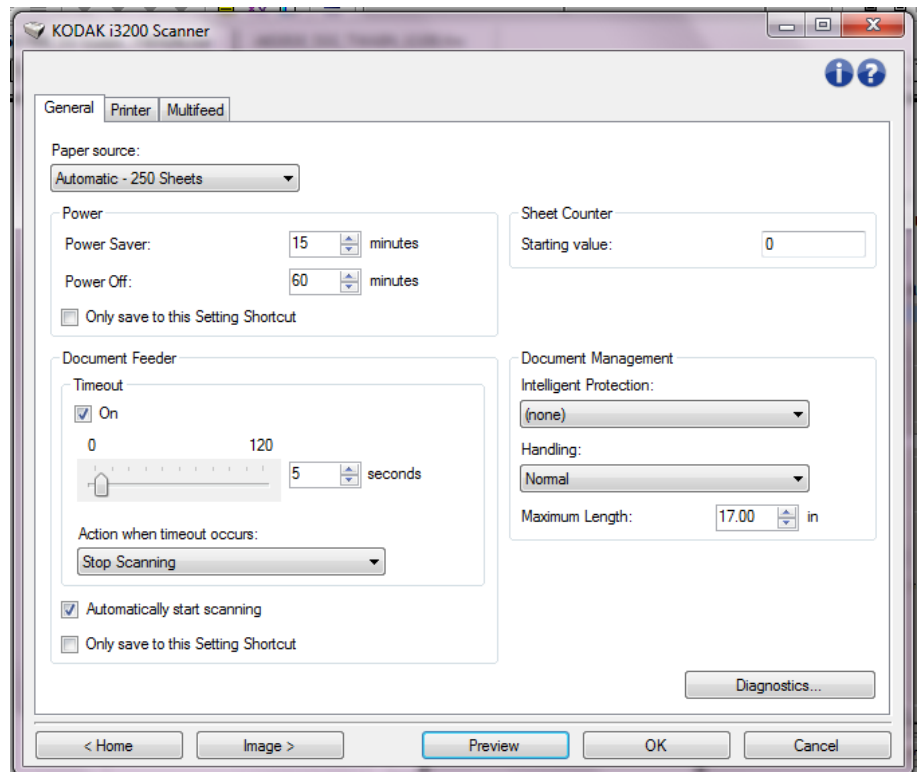 KODAK i3200 Scanner
General Printer Multifeed
Paper source:
Automatic - 250 Sheets
Power
Power Saver: 15 minutes
Power Off: 60 minutes
Only save to this Setting Shortcut
Sheet Counter
Starting value: 0
Document Feeder
Timeout
On
0 120
5 seconds
Action when timeout occurs:
Stop Scanning
Automatically start scanning
Only save to this Setting Shortcut
Document Management
Intelligent Protection:
(none)
Handling:
Normal
Maximum Length: 17.00 in
Diagnostics...
< Home Image > Preview OK Cancel